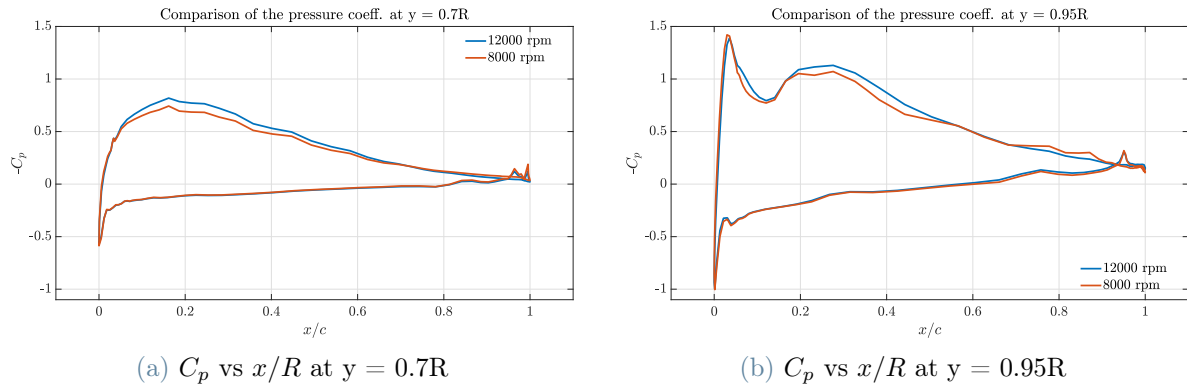 Comparison of the pressure coeff. at y = 0.7R
1.5
1
0.5
0
-0.5
-1
-C_p
0
0.2
0.4
0.6
0.8
1
x/c
12000 rpm
8000 rpm
(a) C_p vs x/R at y = 0.7R
Comparison of the pressure coeff. at y = 0.95R
1.5
1
0.5
0
-0.5
-1
-C_p
0
0.2
0.4
0.6
0.8
1
x/c
12000 rpm
8000 rpm
(b) C_p vs x/R at y = 0.95R